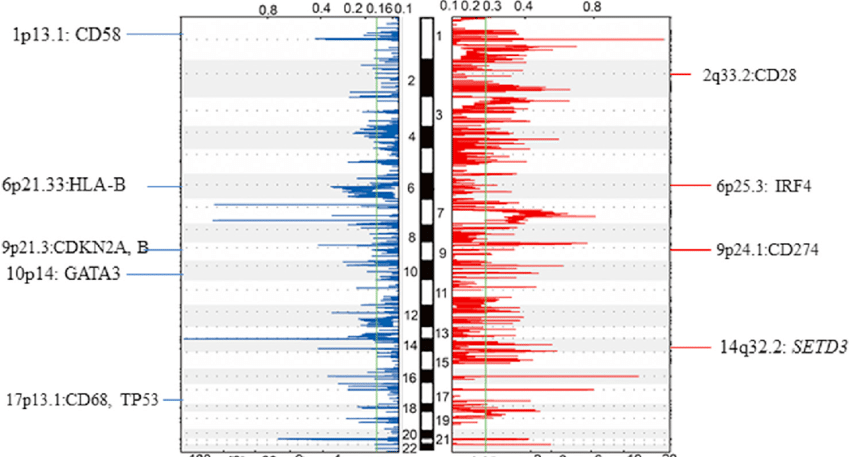 0.8 0.4 0.2 0.16 0.1 0.1 0.2 0.3 0.4 0.8
1p13.1: CD58
1
2q33.2:CD28
2
3
4
6p21.33:HLA-B
6
6p25.3: IRF4
7
8
9p21.3:CDKN2A, B
9
9p24.1:CD274
10p14: GATA3
10
11
12
13
14
14q32.2: SETD3
15
16
17p13.1:CD68, TP53
17
18
19
20
21
22